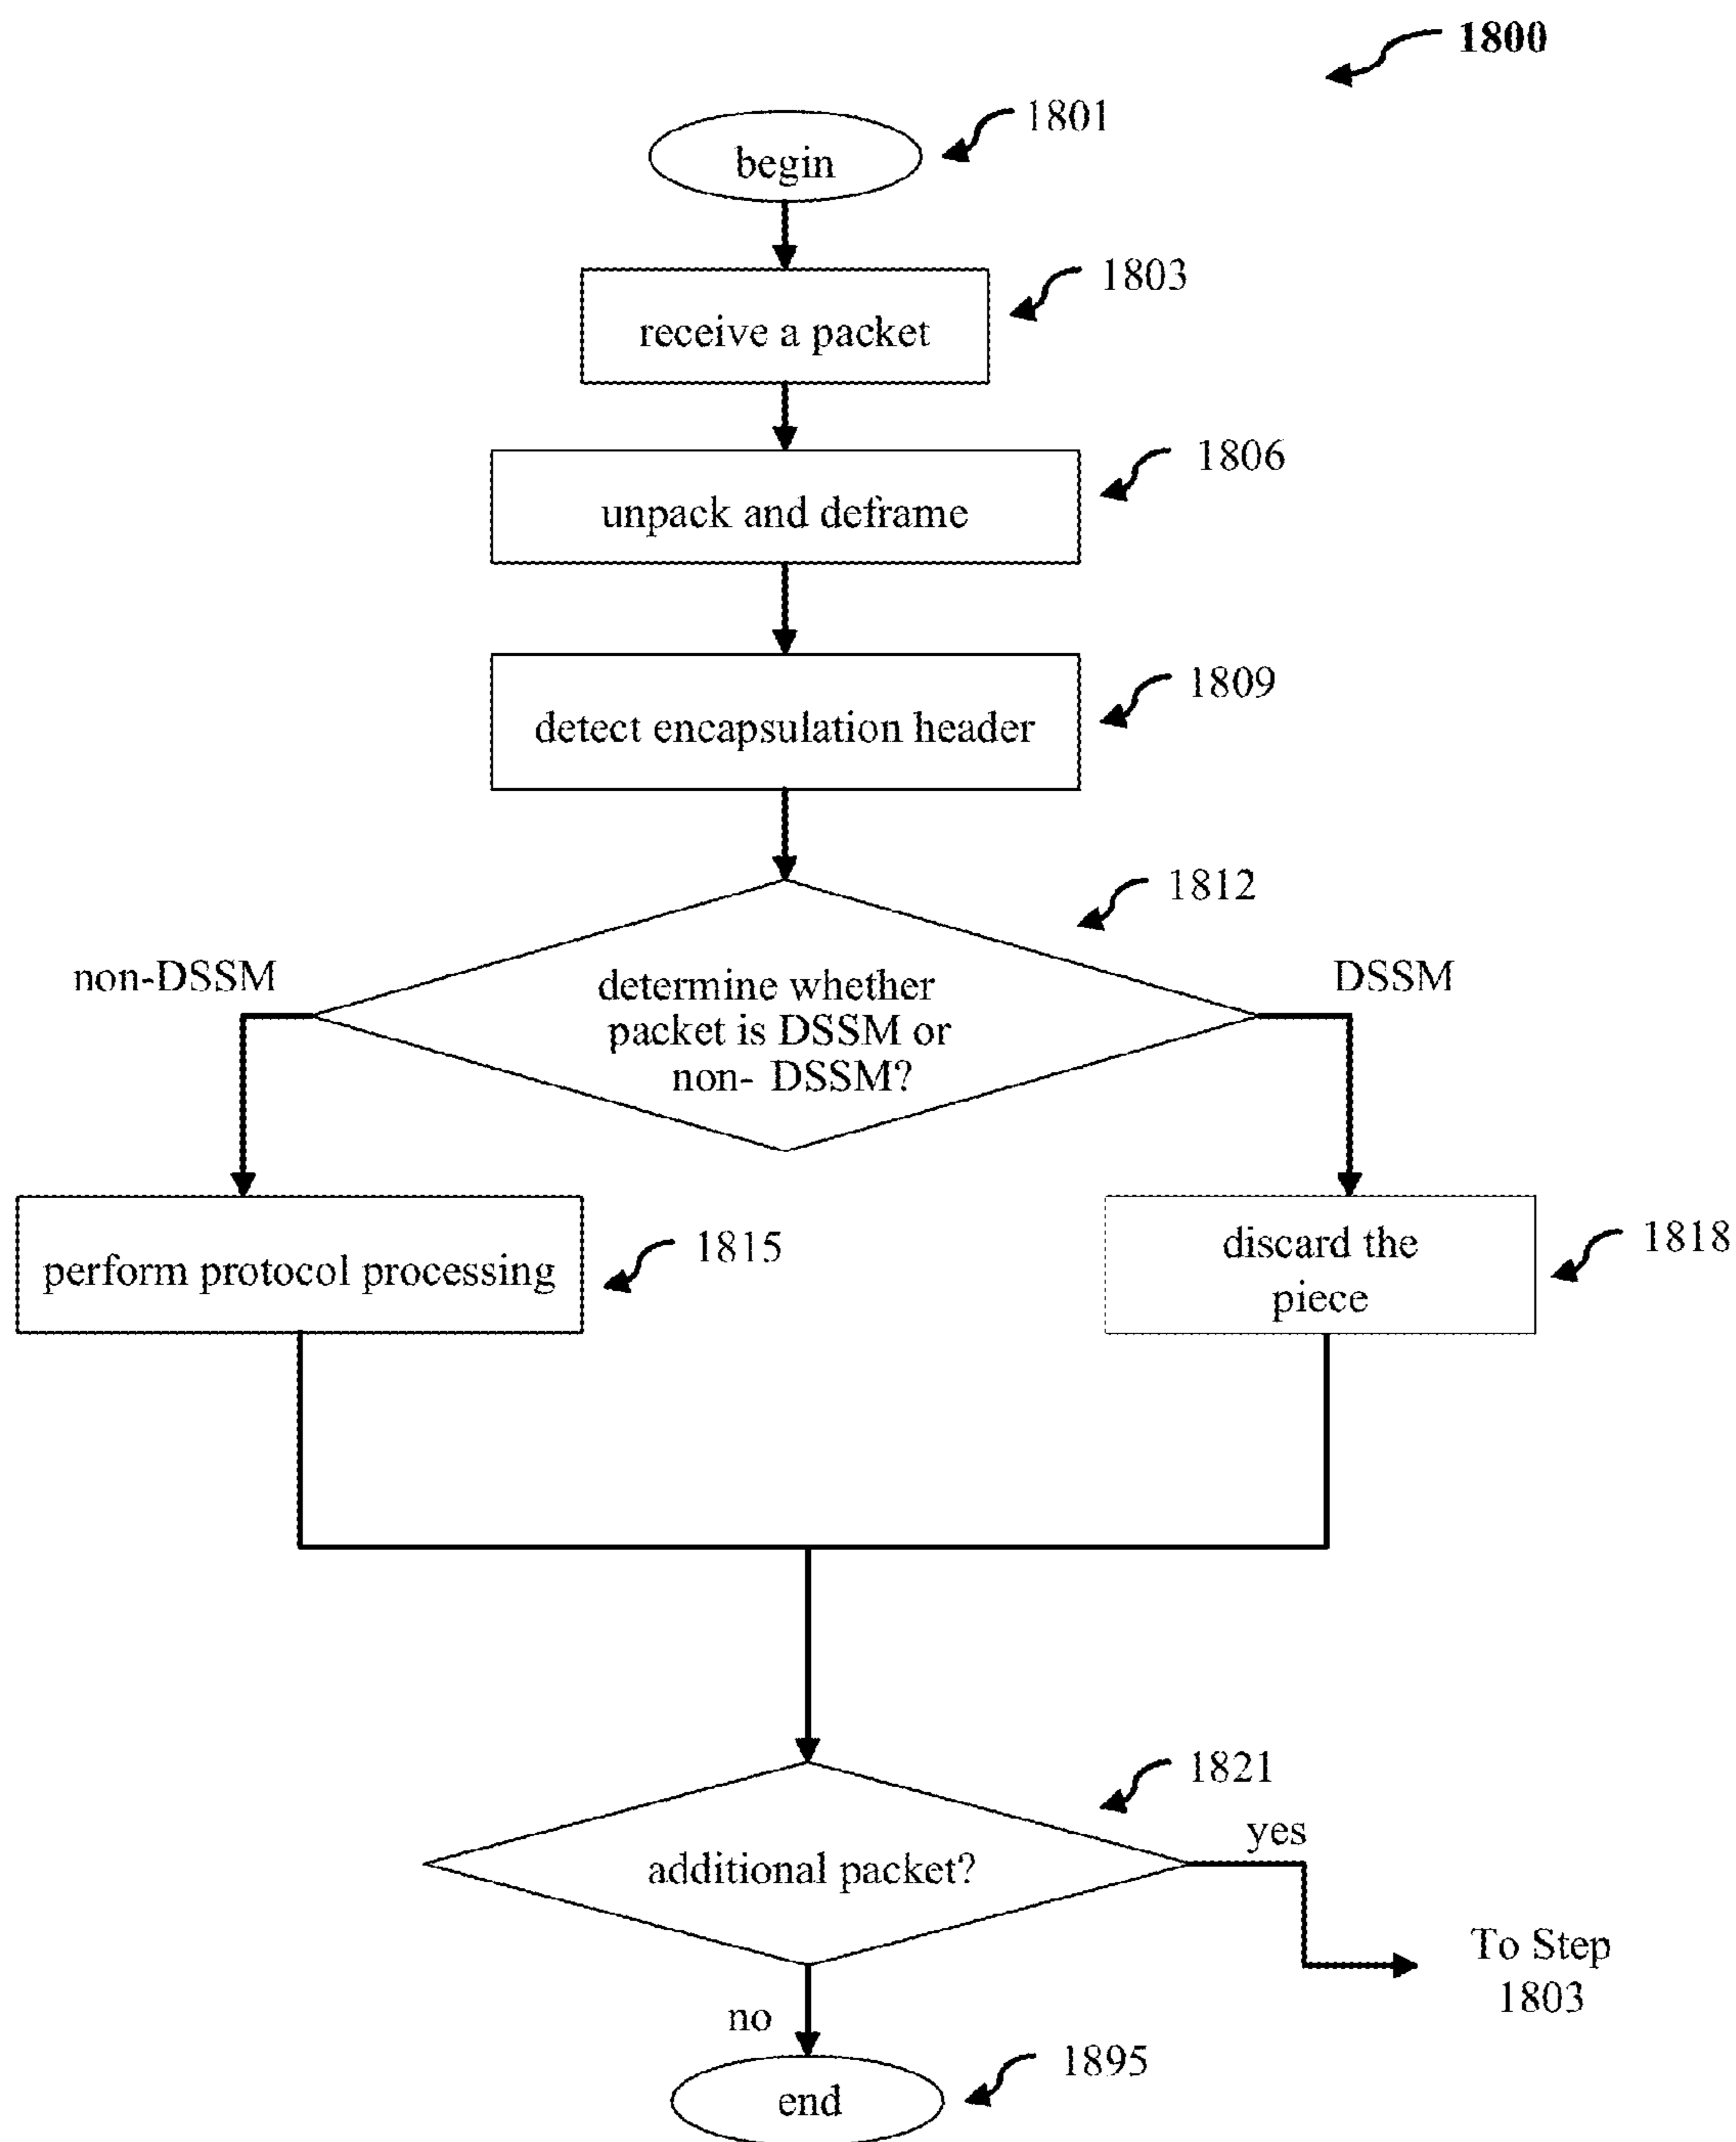 1800
1801
begin
1803
receive a packet
1806
unpack and deframe
1809
detect encapsulation header
1812
non-DSSM
DSSM
determine whether
packet is DSSM or
non- DSSM?
1815
1818
perform protocol processing
discard the
piece
1821
yes
additional packet?
To Step
1803
no
1895
end